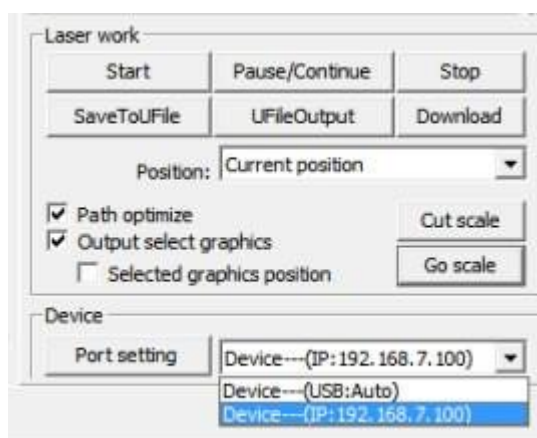 Laser work
Start Pause/Continue Stop
SaveToUFile UFileOutput Download
Position: Current position
Path optimize
Cut scale
Output select graphics
Go scale
Selected graphics position
Device
Port setting Device---(IP:192.168.7.100)
Device---(USB:Auto)
Device---(IP:192.168.7.100)